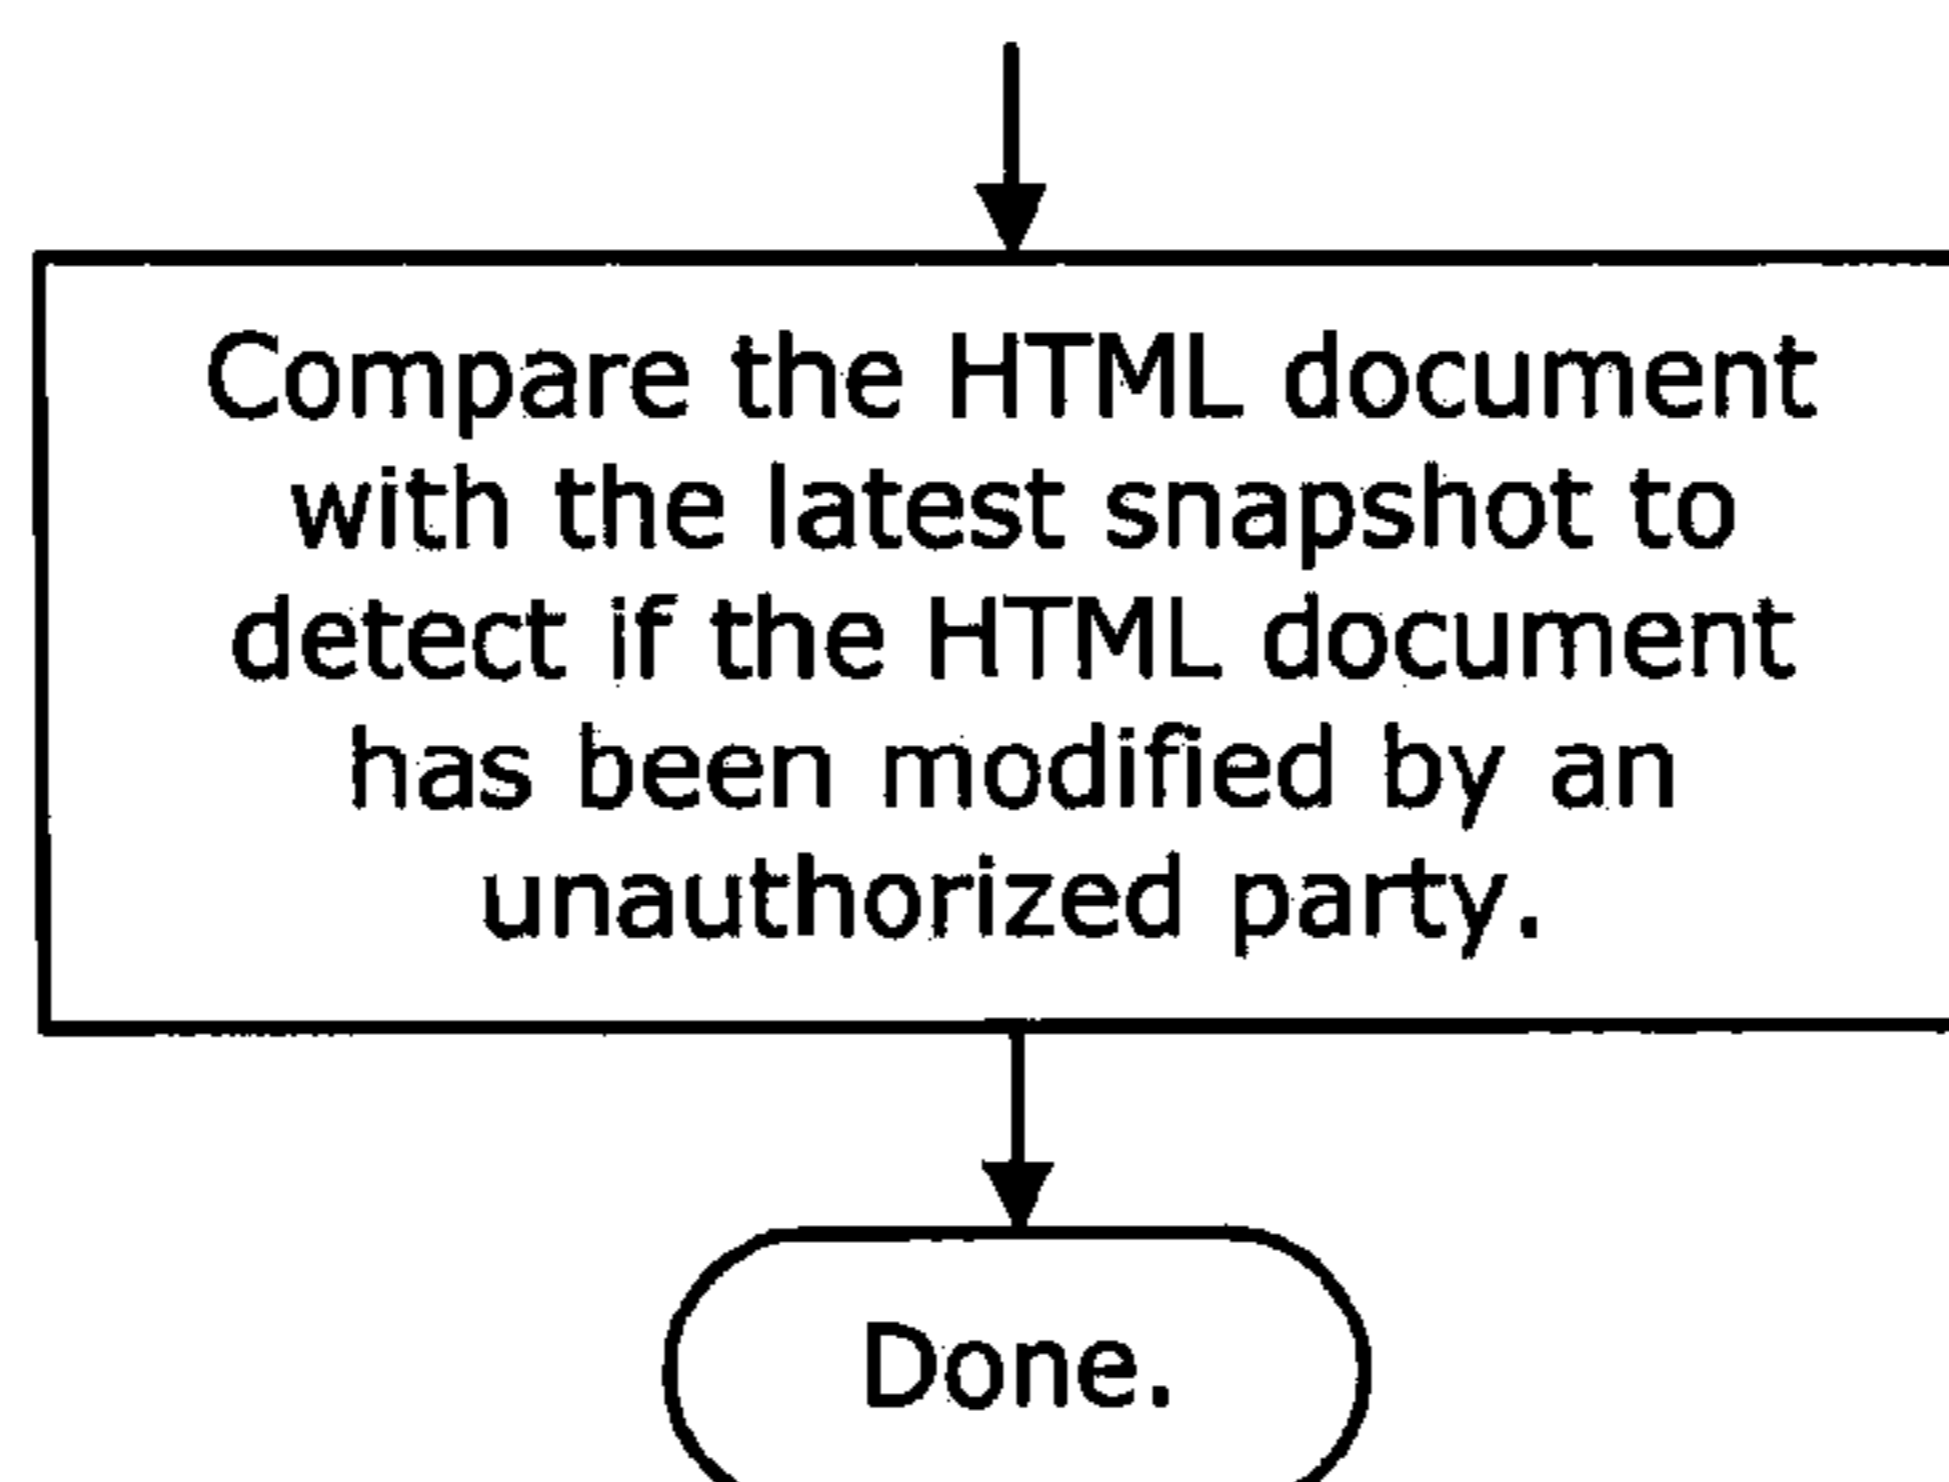 Compare the HTML document
with the latest snapshot to
detect if the HTML document
has been modified by an
unauthorized party.
Done.